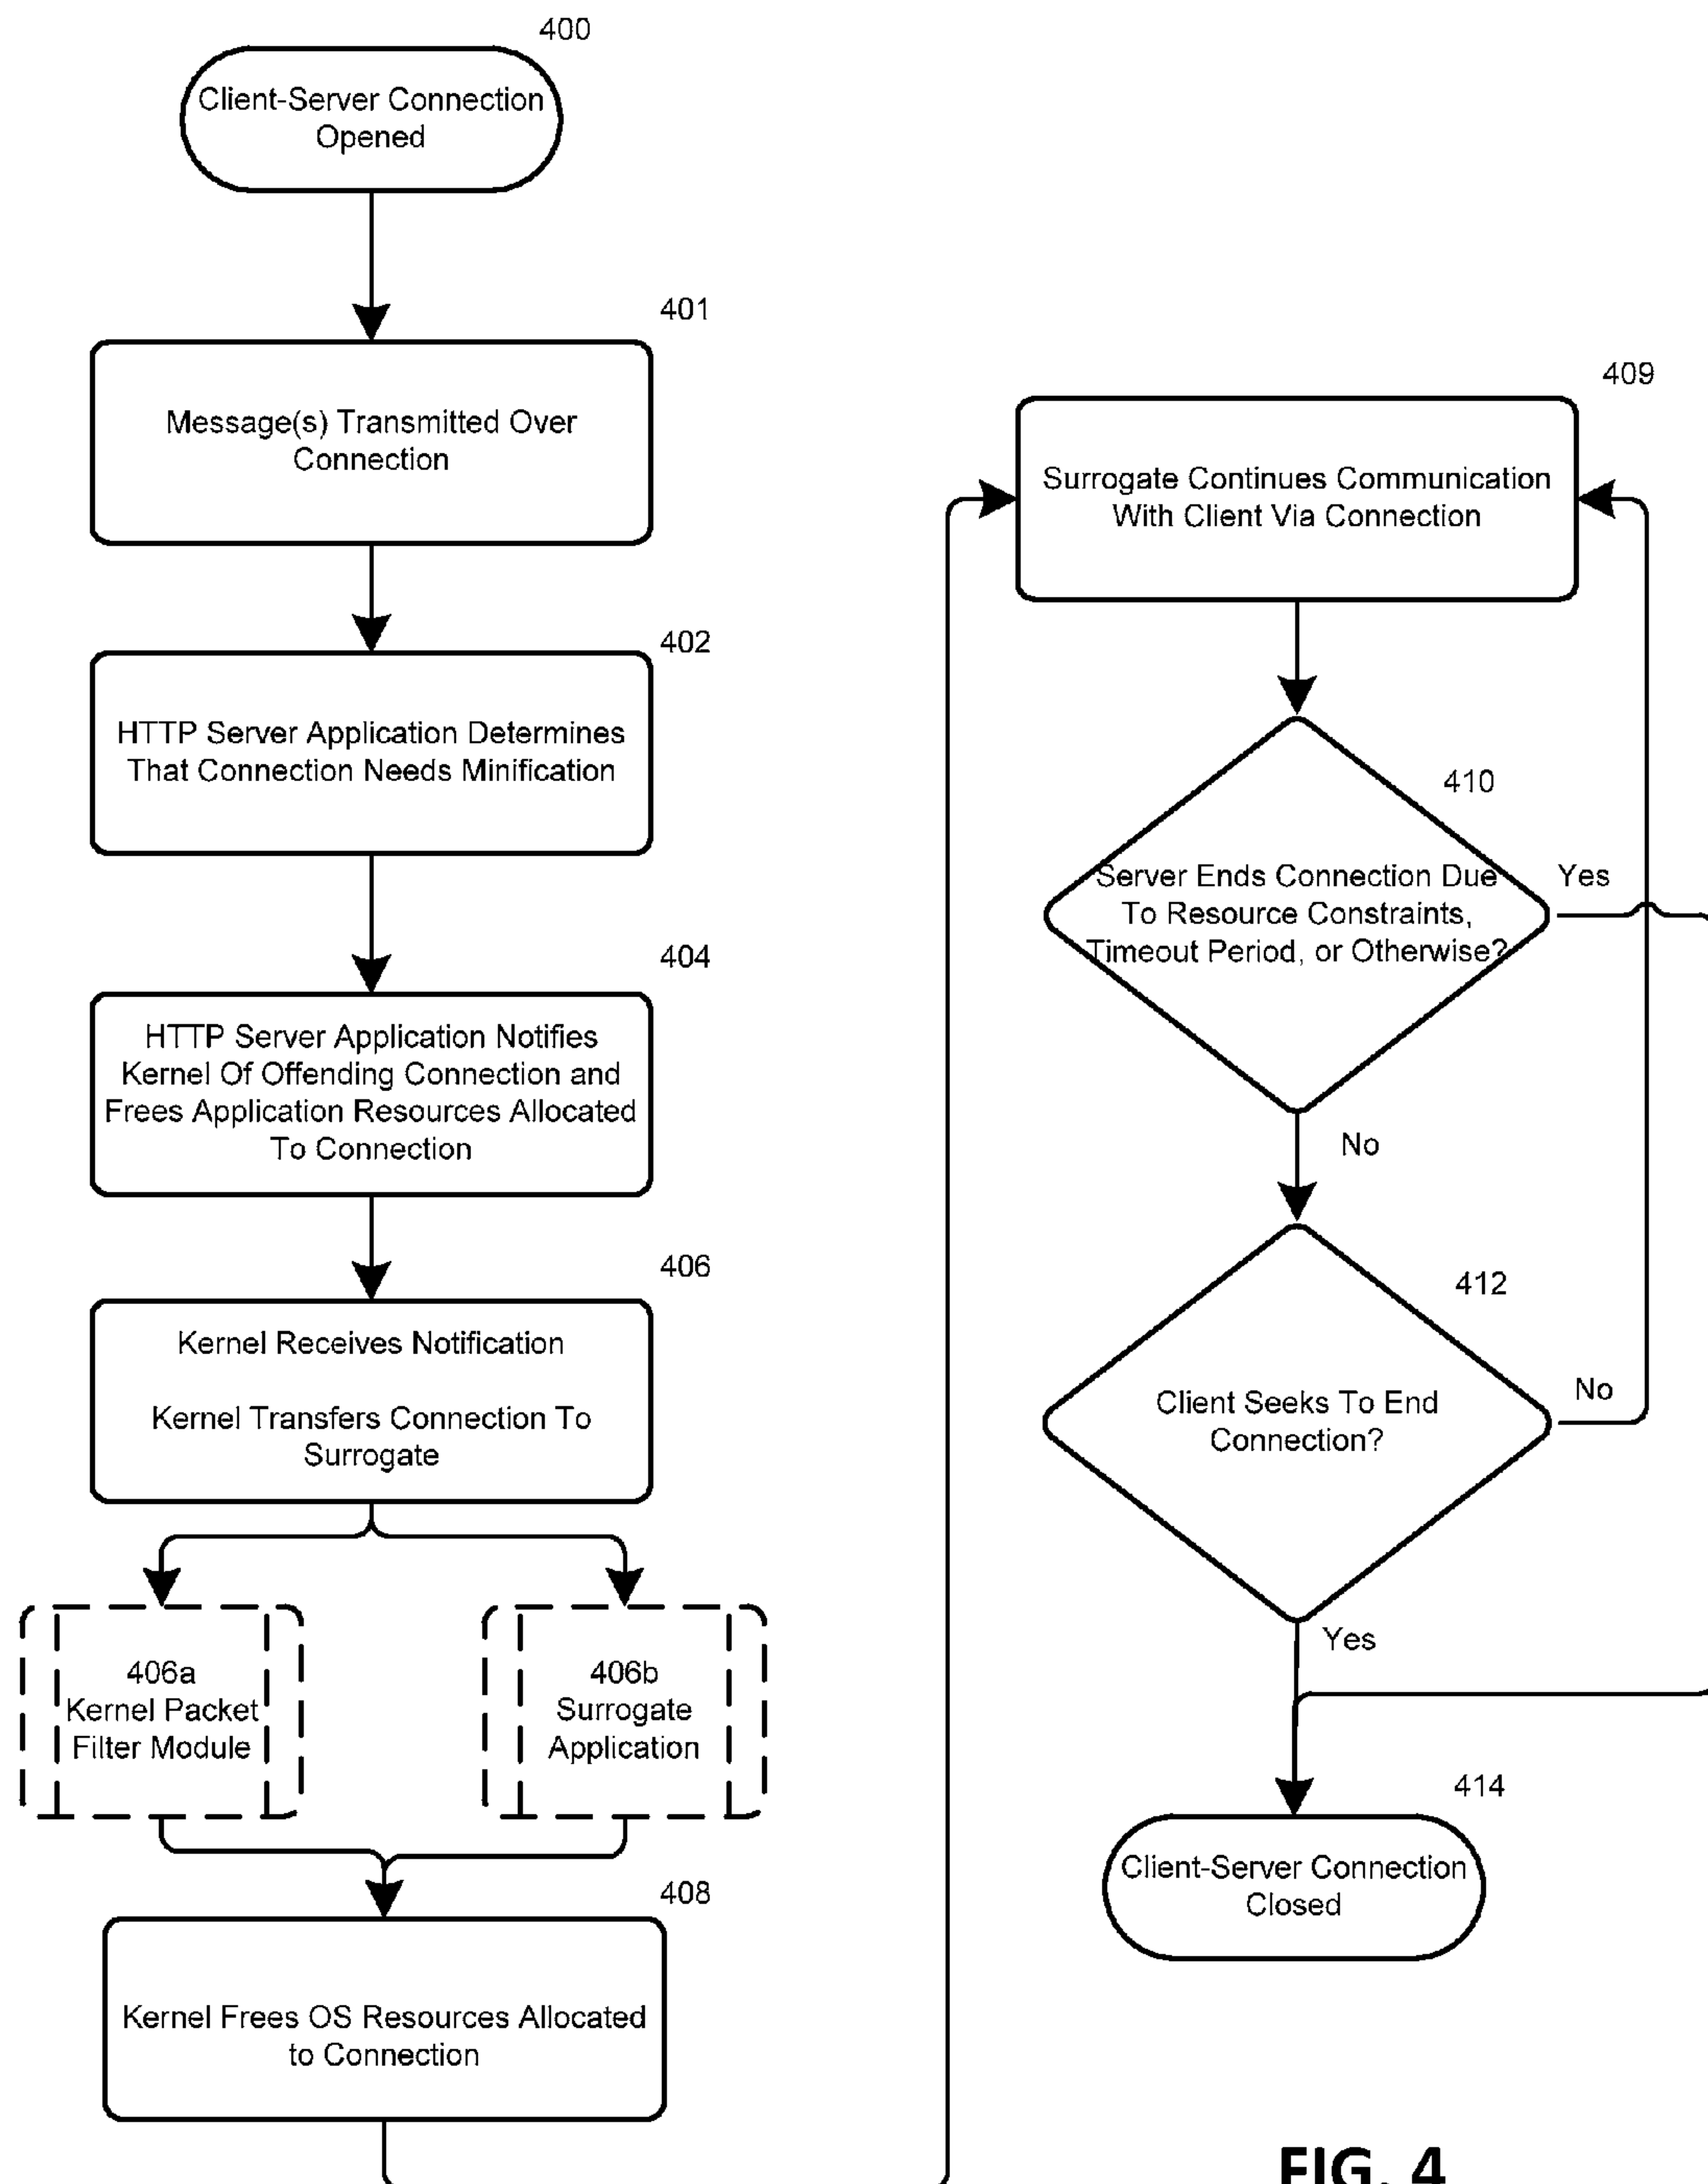 400
Client-Server Connection
Opened
401
Message(s) Transmitted Over
Connection
402
HTTP Server Application Determines
That Connection Needs Minification
404
HTTP Server Application Notifies
Kernel Of Offending Connection and
Frees Application Resources Allocated
To Connection
406
Kernel Receives Notification
Kernel Transfers Connection To
Surrogate
406a
Kernel Packet
Filter Module
406b
Surrogate
Application
408
Kernel Frees OS Resources Allocated
to Connection
409
Surrogate Continues Communication
With Client Via Connection
410
Server Ends Connection Due
To Resource Constraints,
Timeout Period, or Otherwise?
Yes
No
412
Client Seeks To End
Connection?
No
Yes
414
Client-Server Connection
Closed
FIG. 4